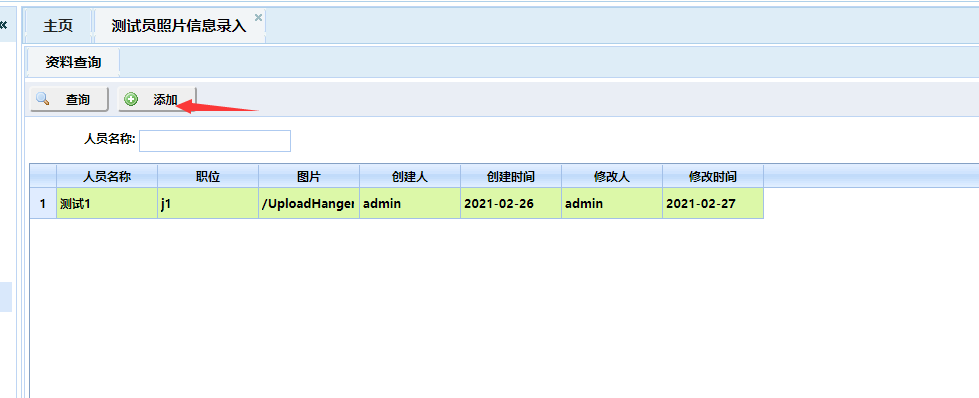 «
主页 测试员照片信息录入
资料查询
查询 添加
人员名称:
人员名称 职位 图片 创建人 创建时间 修改人 修改时间
1 测试1 j1 /UploadHanger admin 2021-02-26 admin 2021-02-27